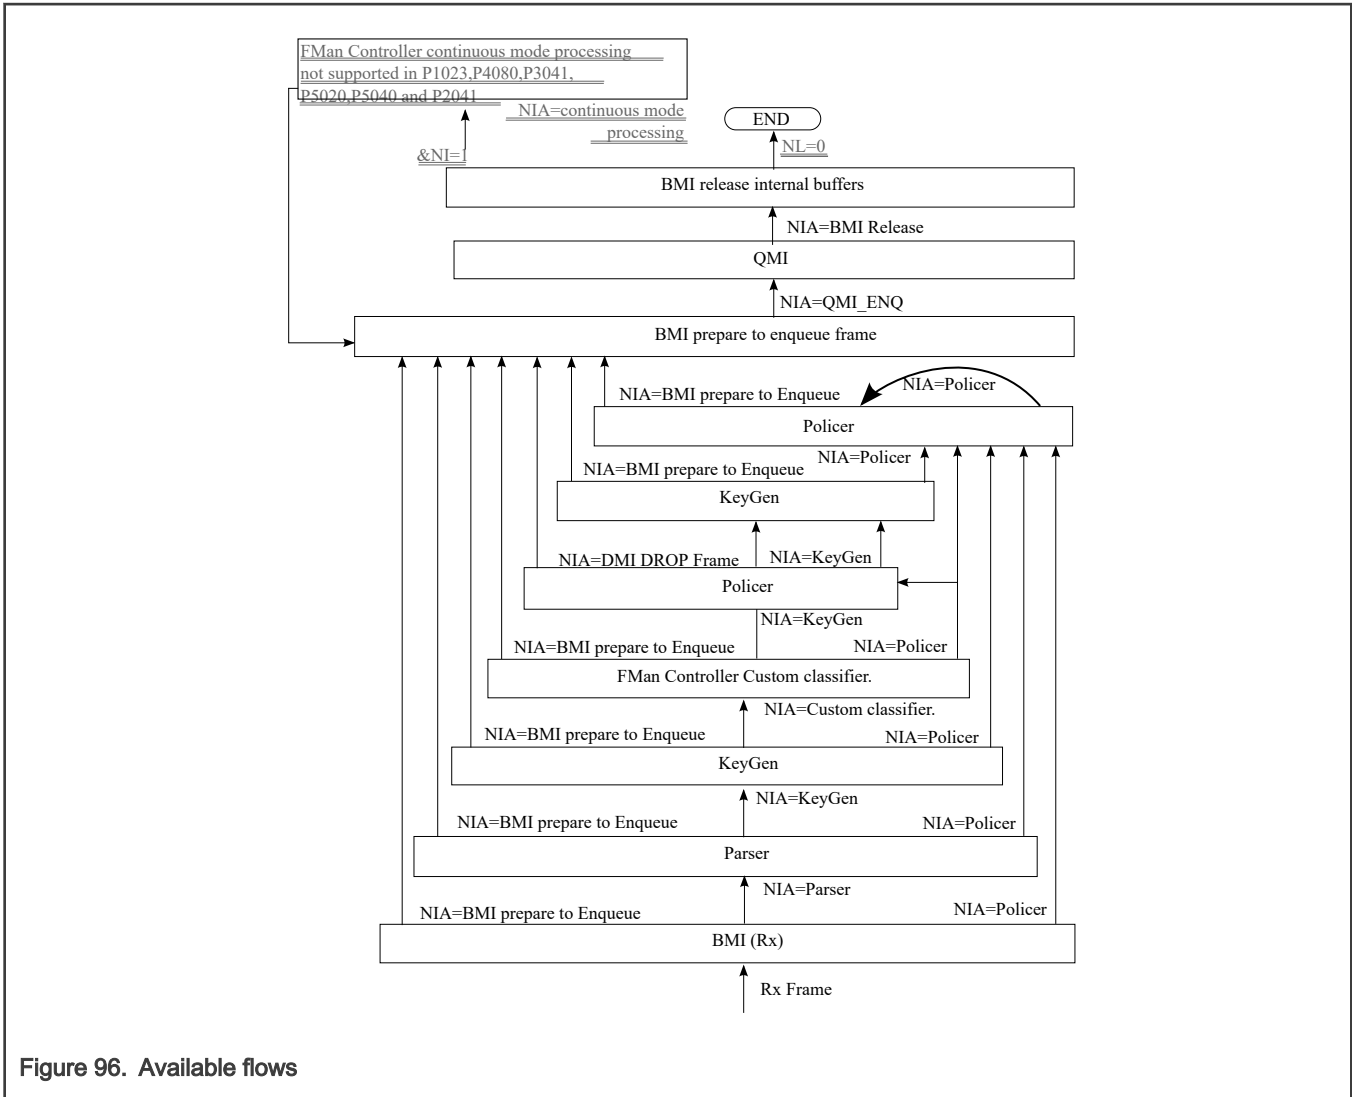 FMan Controller continuous mode processing
not supported in P1023,P4080,P3041,
P5020,P5040 and P2041
NIA=continuous mode
processing
END
&NI=1
NL=0
BMI release internal buffers
NIA=BMI Release
QMI
NIA=QMI_ENQ
BMI prepare to enqueue frame
NIA=Policer
NIA=BMI prepare to Enqueue
Policer
NIA=Policer
NIA=BMI prepare to Enqueue
KeyGen
NIA=DMI DROP Frame
NIA=KeyGen
Policer
NIA=KeyGen
NIA=BMI prepare to Enqueue
NIA=Policer
FMan Controller Custom classifier.
NIA=Custom classifier.
NIA=BMI prepare to Enqueue
NIA=Policer
KeyGen
NIA=KeyGen
NIA=BMI prepare to Enqueue
NIA=Policer
Parser
NIA=Parser
NIA=BMI prepare to Enqueue
NIA=Policer
BMI (Rx)
Rx Frame
Figure 96. Available flows